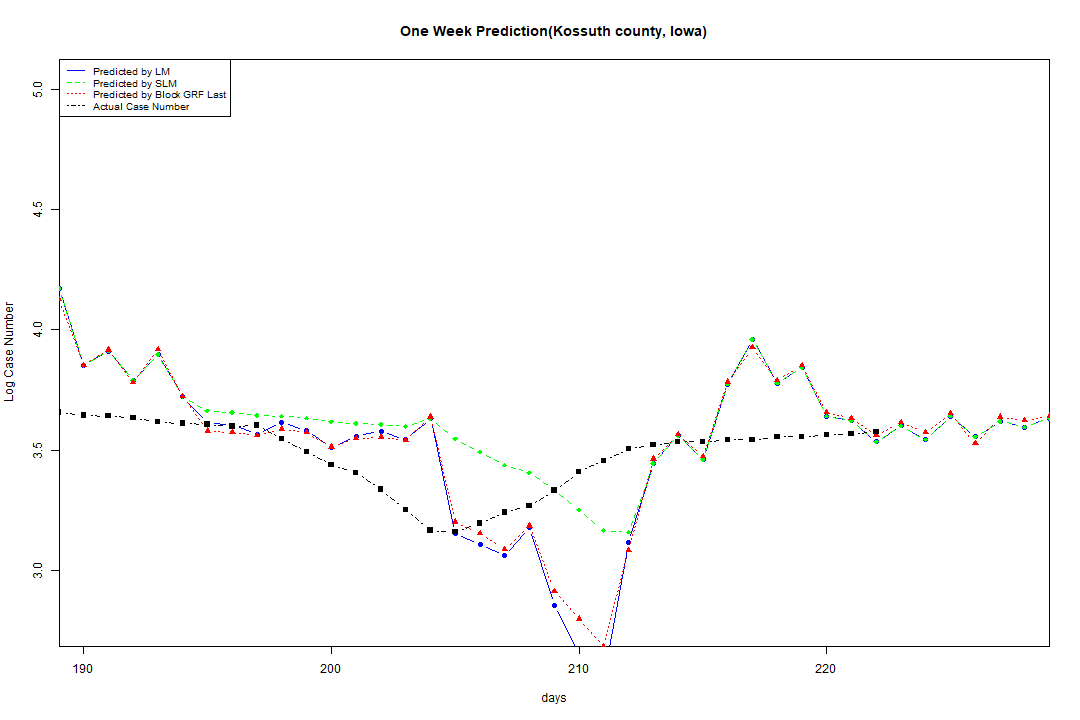 One Week Prediction(Kossuth county, Iowa)
Predicted by LM
Predicted by SLM
Predicted by Block GRF Last
Actual Case Number
5.0
4.5
4.0
3.5
3.0
Log Case Number
190 200 210 220
days